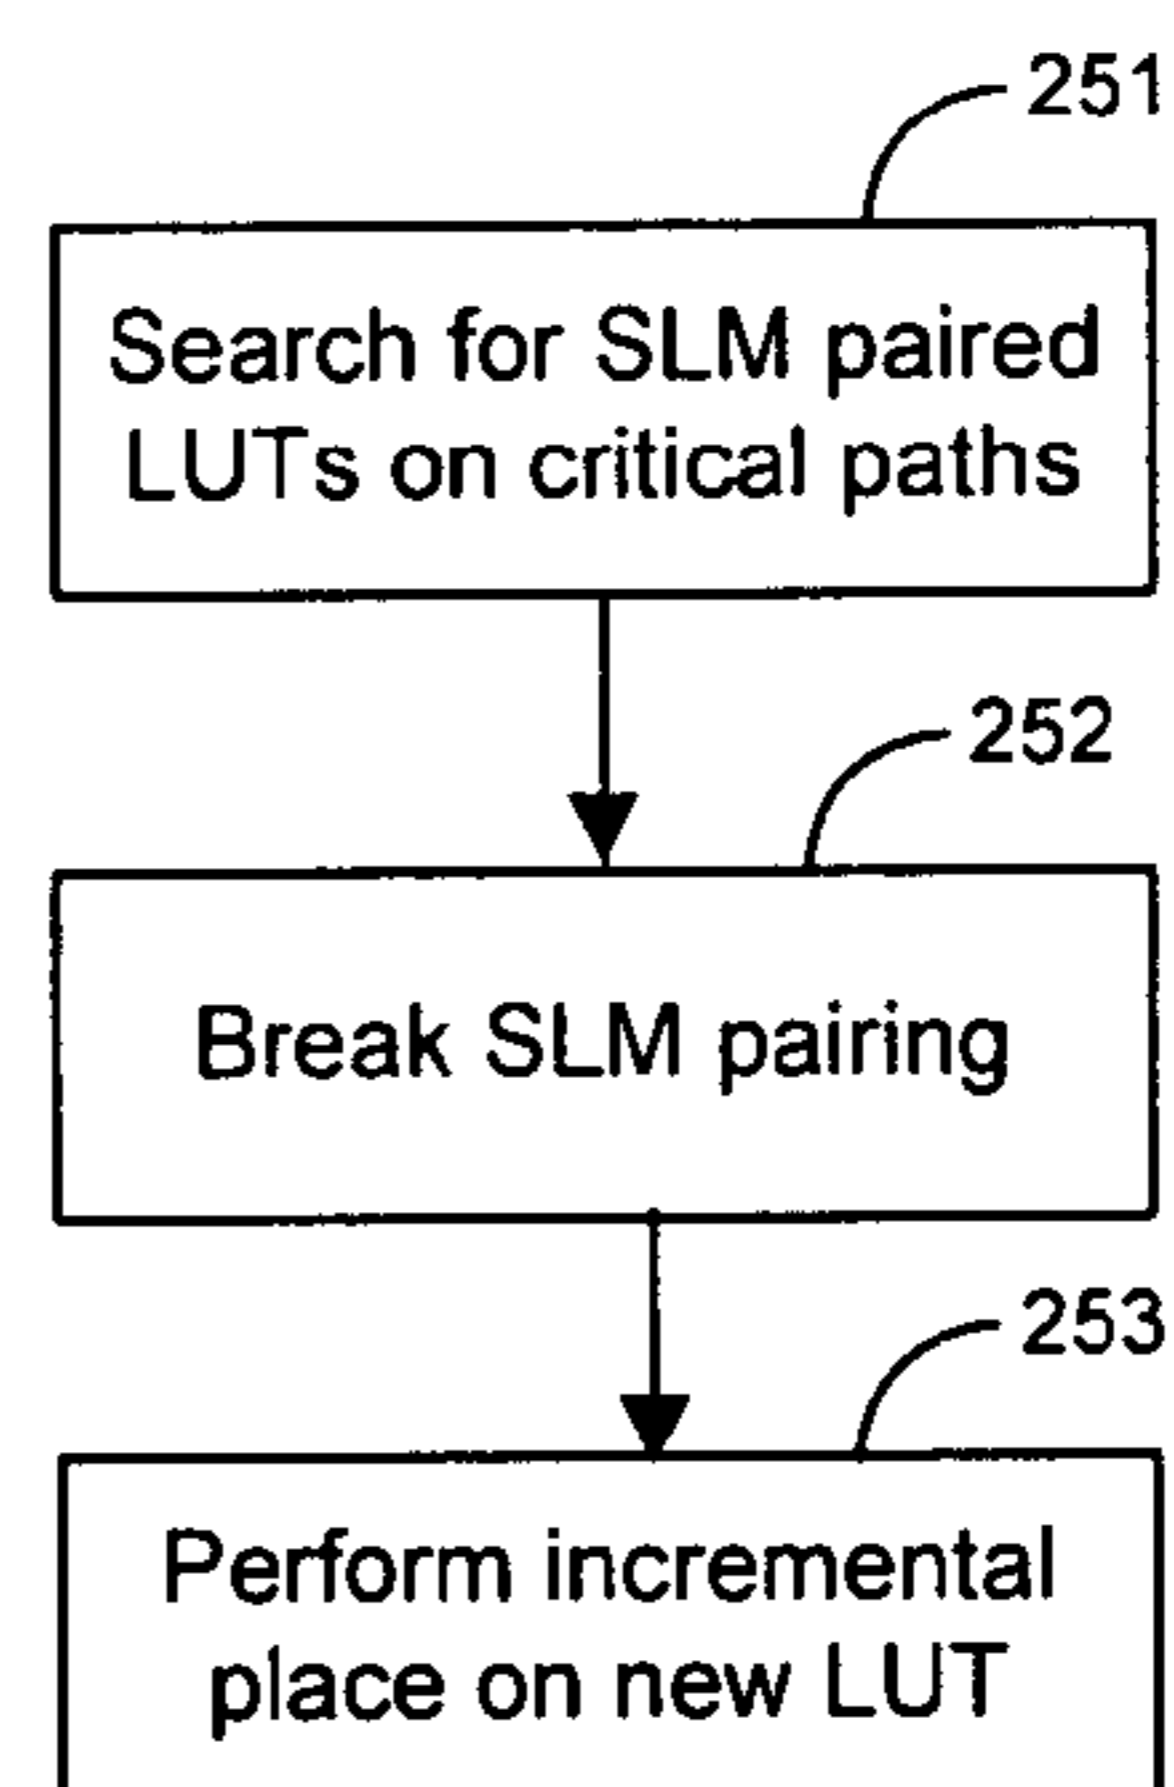 251
Search for SLM paired
LUTs on critical paths
252
Break SLM pairing
253
Perform incremental
place on new LUT